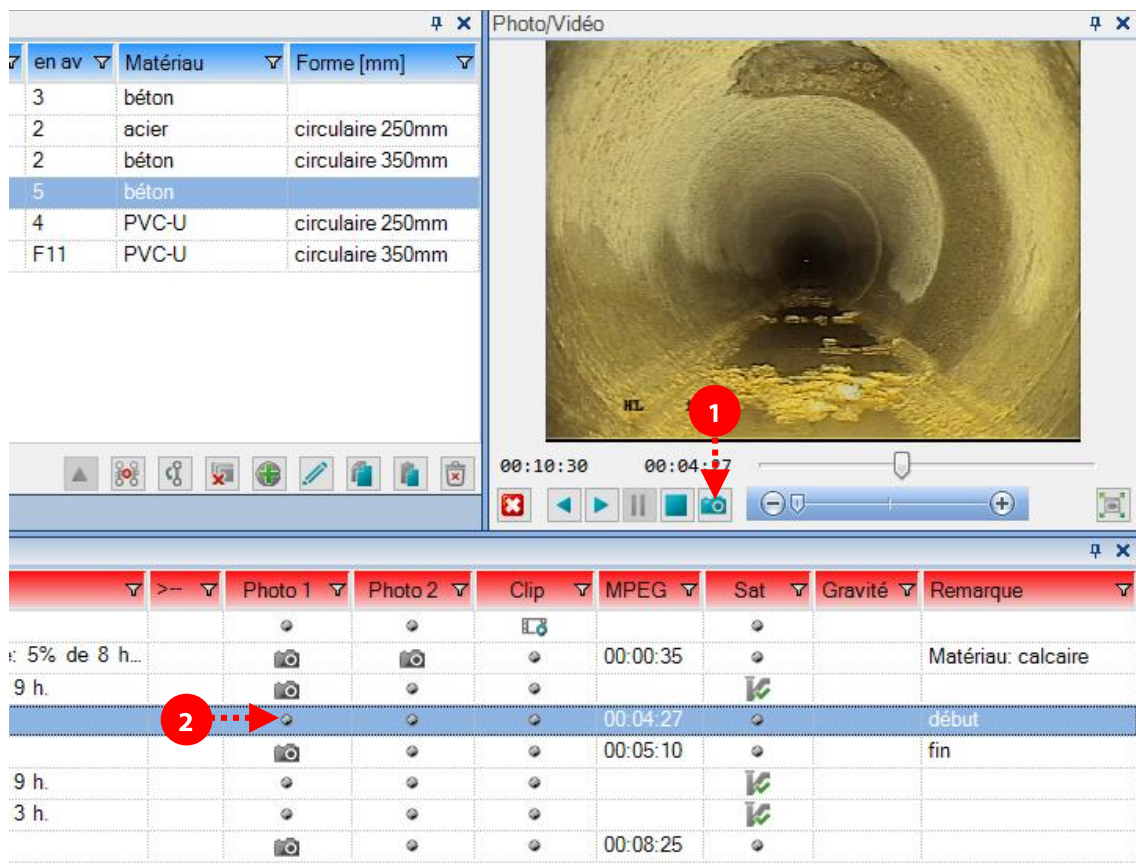 Photo/Vidéo
en av Matériau Forme [mm]
3 béton
2 acier circulaire 250mm
2 béton circulaire 350mm
5 béton
4 PVC-U circulaire 250mm
F11 PVC-U circulaire 350mm
HL
1
00:10:30 00:04:27
>-- Photo 1 Photo 2 Clip MPEG Sat Gravité Remarque
: 5% de 8 h... 00:00:35 Matériau: calcaire
9 h.
2 00:04:27 début
00:05:10 fin
9 h.
3 h.
00:08:25